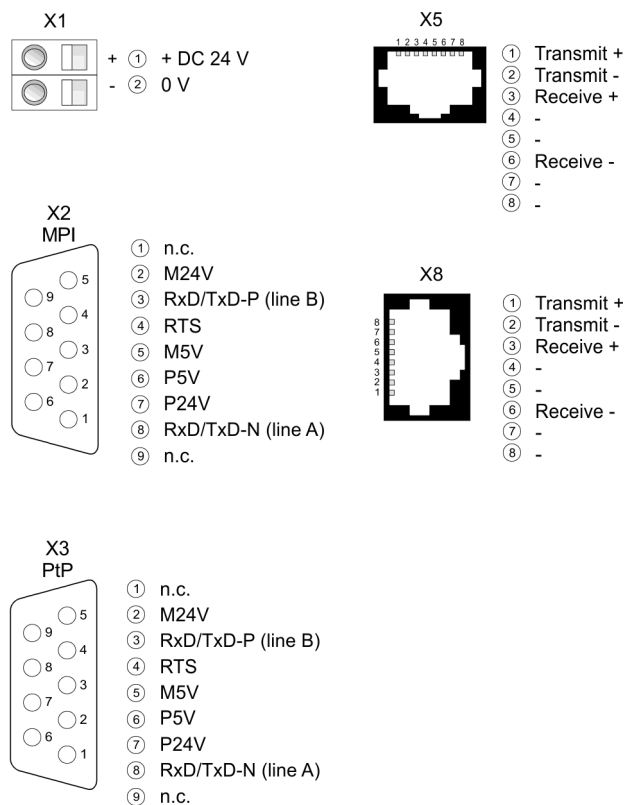 X1
+ ① + DC 24 V
- ② 0 V
X5
1 2 3 4 5 6 7 8
① Transmit +
② Transmit -
③ Receive +
④ -
⑤ -
⑥ Receive -
⑦ -
⑧ -
X2
MPI
5
9
4
8
3
7
2
6
1
① n.c.
② M24V
③ RxD/TxD-P (line B)
④ RTS
⑤ M5V
⑥ P5V
⑦ P24V
⑧ RxD/TxD-N (line A)
⑨ n.c.
X8
8
7
6
5
4
3
2
1
① Transmit +
② Transmit -
③ Receive +
④ -
⑤ -
⑥ Receive -
⑦ -
⑧ -
X3
PtP
5
9
4
8
3
7
2
6
1
① n.c.
② M24V
③ RxD/TxD-P (line B)
④ RTS
⑤ M5V
⑥ P5V
⑦ P24V
⑧ RxD/TxD-N (line A)
⑨ n.c.